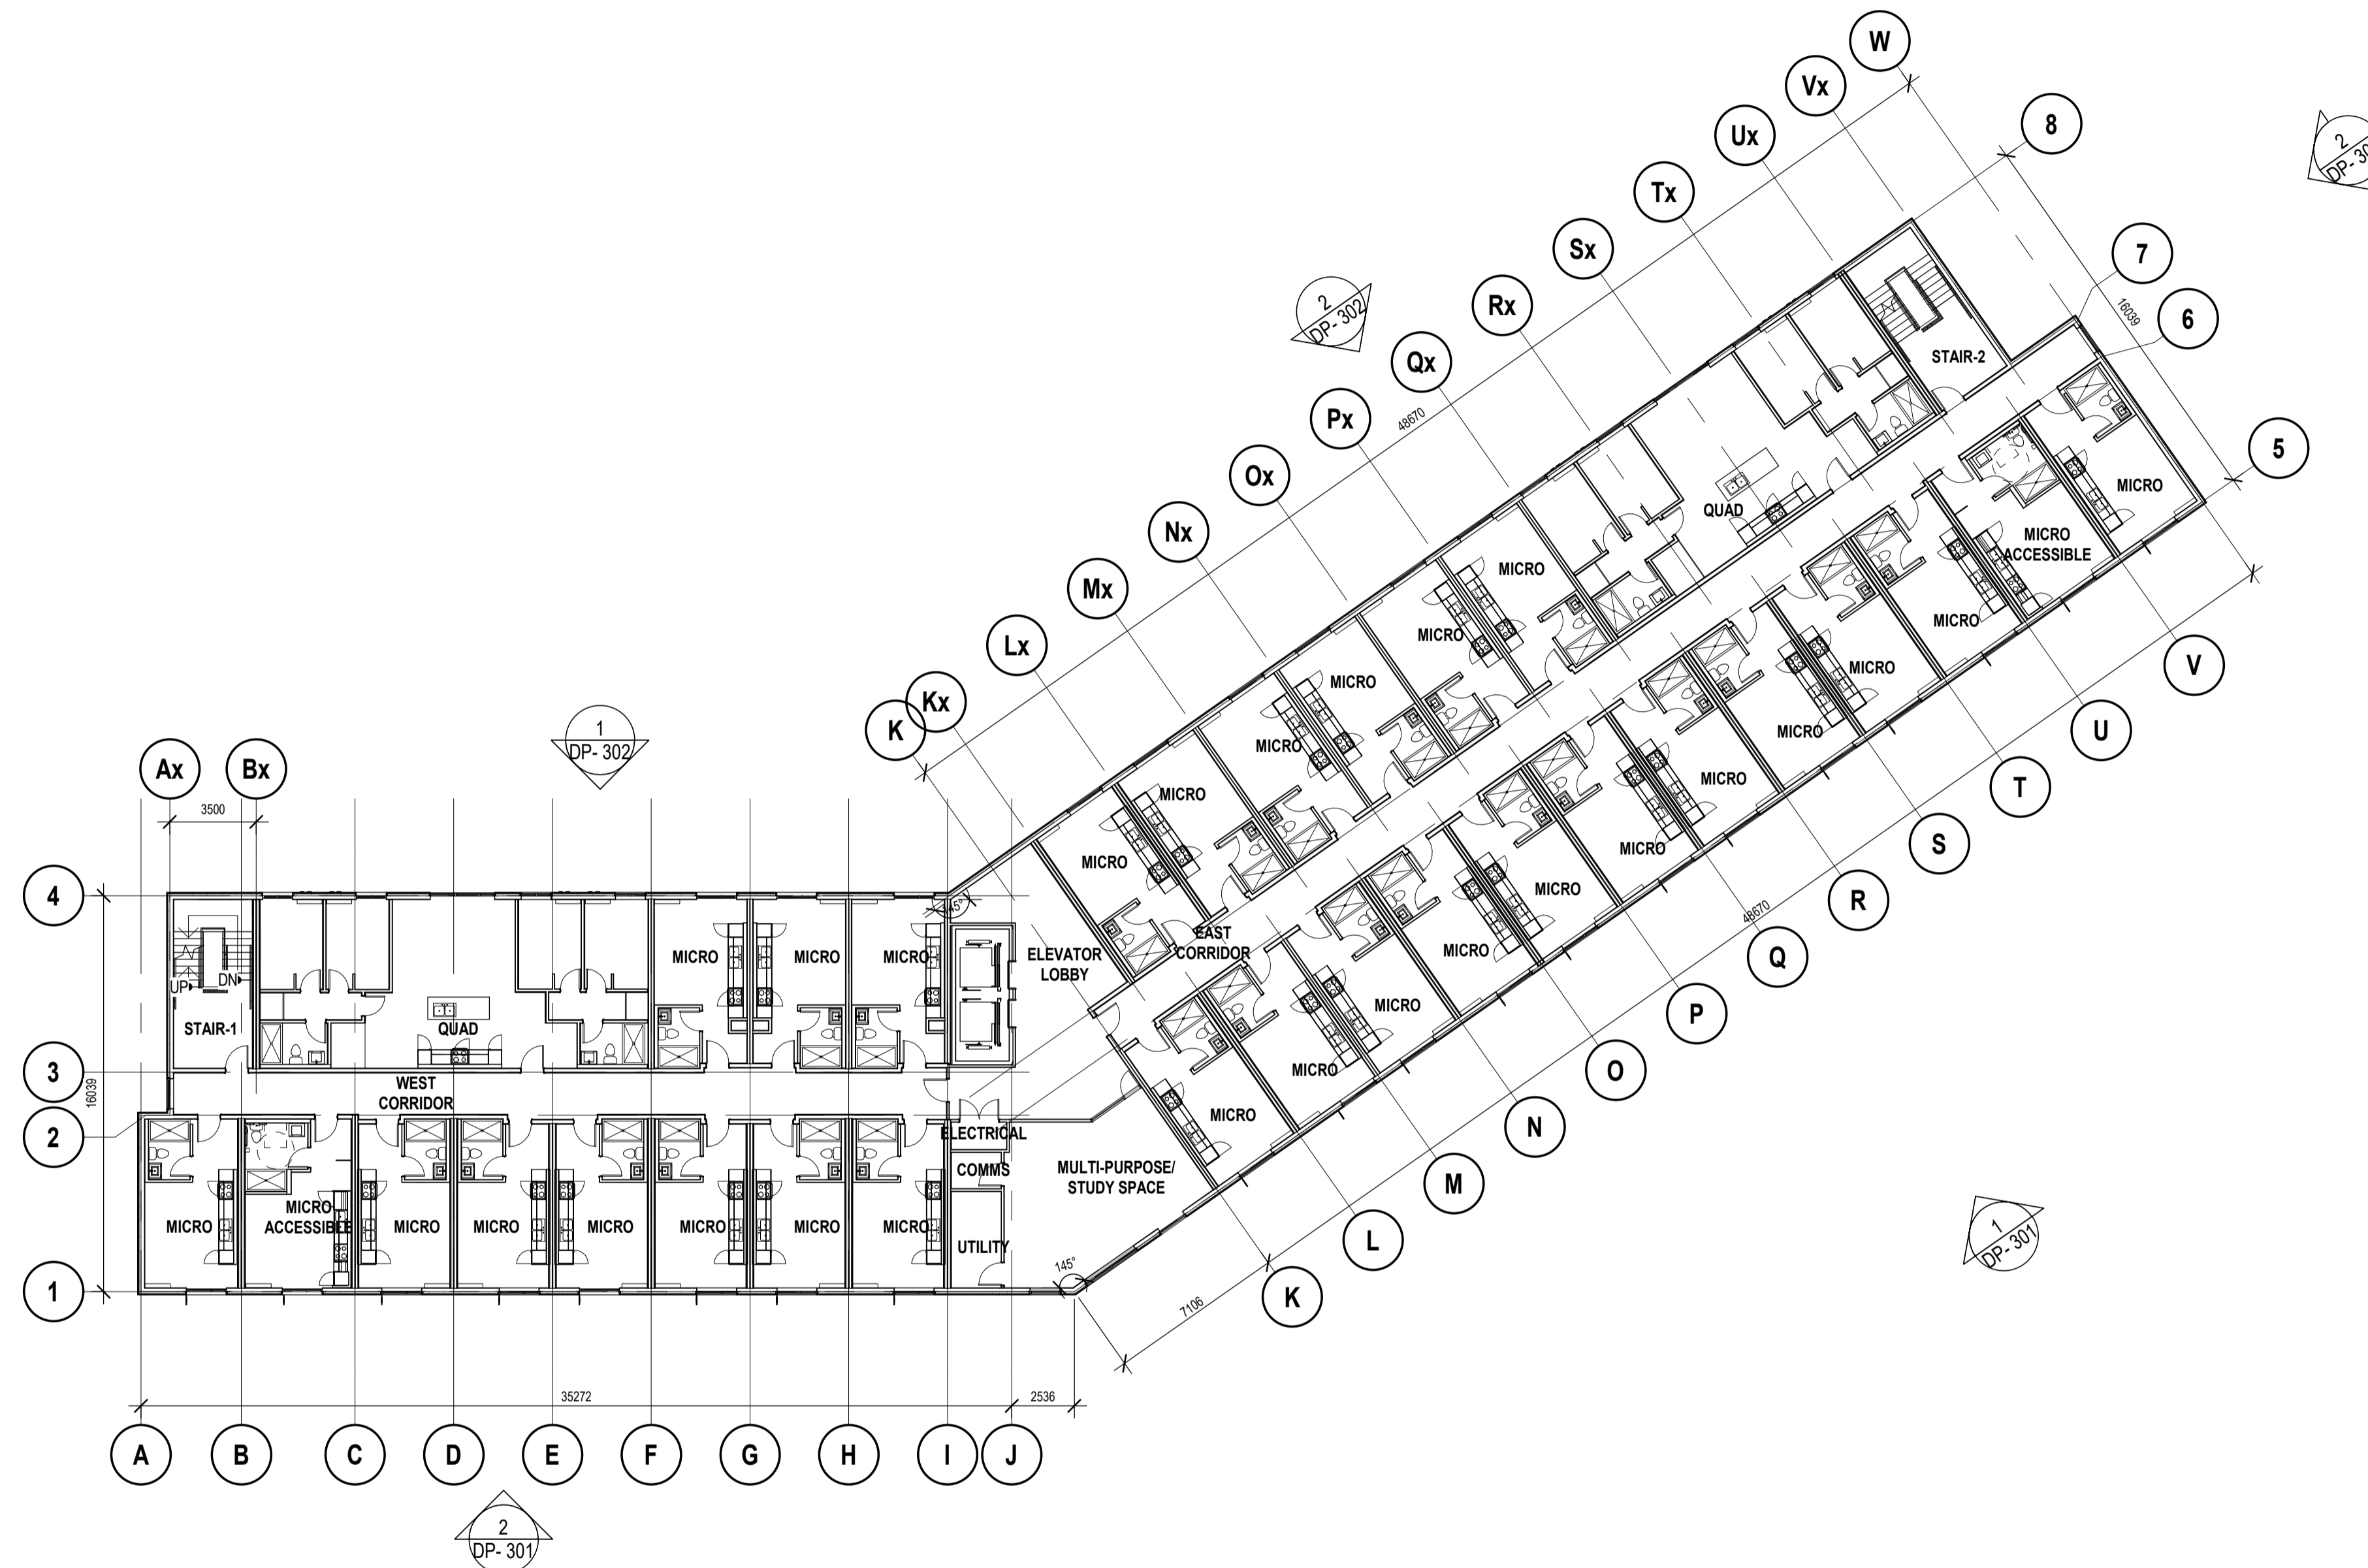 W
Vx
8
Ux
2
Tx
Sx
7
2
DP- 302
Rx
16039
6
Qx
STAIR-2
Px
48670
5
Ox
MICRO
QUAD
Nx
MICRO
ACCESSIBLE
MICRO
Mx
MICRO
MICRO
Lx
MICRO
V
MICRO
Kx
K
MICRO
MICRO
U
1
DP- 302
Ax
Bx
MICRO
MICRO
T
3500
MICRO
MICRO
S
4
145°
MICRO
R
48670
MICRO
MICRO
MICRO
ELEVATOR
LOBBY
EAST
CORRIDOR
MICRO
Q
UP
DN
MICRO
P
STAIR-1
QUAD
3
16039
WEST
CORRIDOR
MICRO
O
MICRO
N
2
ELECTRICAL
COMMS
MULTI-PURPOSE/
STUDY SPACE
M
MICRO
MICRO
ACCESSIBLE
MICRO
MICRO
MICRO
MICRO
MICRO
MICRO
UTILITY
L
1
DP- 301
1
145°
7106
K
35272
2536
A
B
C
D
E
F
G
H
I
J
2
DP- 301